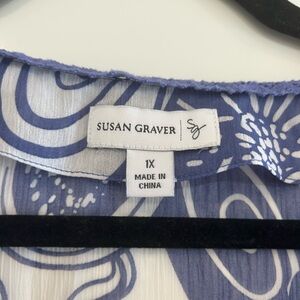 SUSAN GRAVER | Sg
1X
MADE IN
CHINA